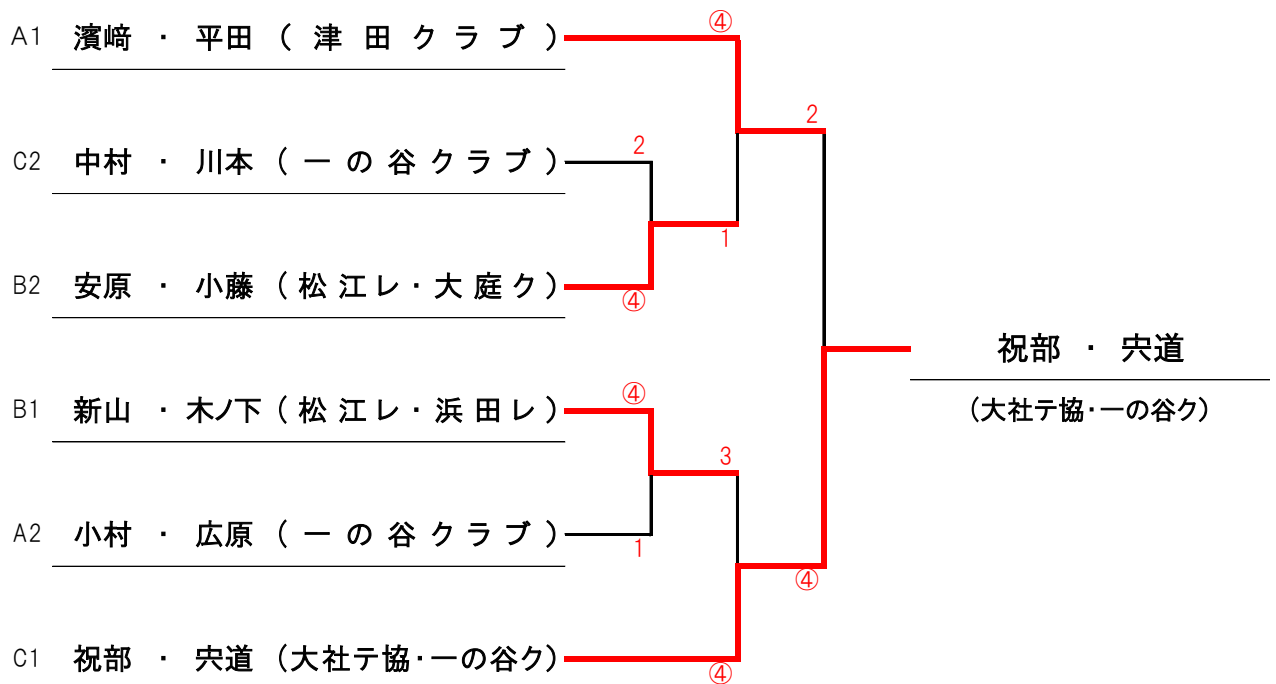 ④
A1 濱﨑 ・ 平田 ( 津 田 ク ラ ブ )
2
2
C2 中村 ・ 川本 ( 一 の 谷 ク ラ ブ )
1
B2 安原 ・ 小藤 ( 松 江 レ ・ 大 庭 ク )
④
祝部 ・ 宍道
④
B1 新山 ・ 木ノ下 ( 松 江 レ ・ 浜 田 レ )
(大社テ協・一の谷ク)
3
A2 小村 ・ 広原 ( 一 の 谷 ク ラ ブ )
1
④
C1 祝部 ・ 宍道 (大社テ協・一の谷ク)
④